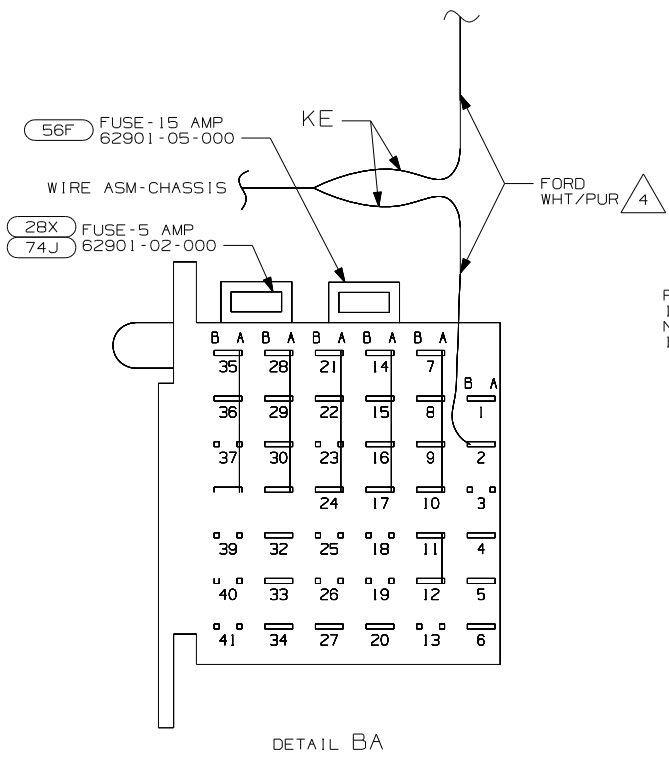 KE
56F FUSE-15 AMP
62901-05-000
WIRE ASM-CHASSIS
FORD
WHT/PUR 4
28X FUSE-5 AMP
74J 62901-02-000
B A B A B A B A B A
35 28 21 14 7
B A
36 29 22 15 8 1
37 30 23 16 9 2
24 17 10 3
39 32 25 18 11 4
40 33 26 19 12 5
41 34 27 20 13 6
DETAIL BA